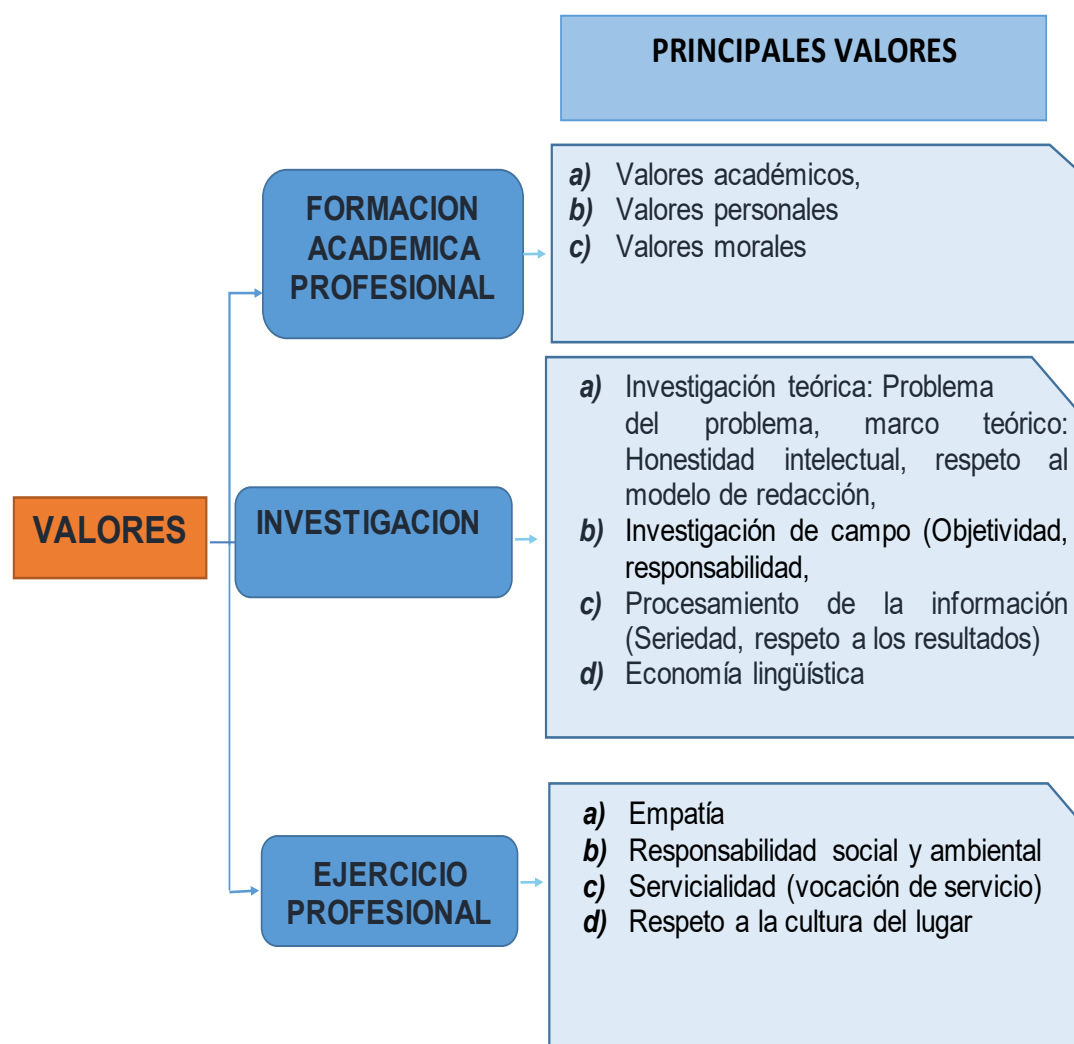 PRINCIPALES VALORES
FORMACION
ACADEMICA
PROFESIONAL
a) Valores académicos,
b) Valores personales
c) Valores morales
VALORES
INVESTIGACION
a) Investigación teórica: Problema
del problema, marco teórico:
Honestidad intelectual, respeto al
modelo de redacción,
b) Investigación de campo (Objetividad,
responsabilidad,
c) Procesamiento de la información
(Seriedad, respeto a los resultados)
d) Economía lingüística
EJERCICIO
PROFESIONAL
a) Empatía
b) Responsabilidad social y ambiental
c) Servicialidad (vocación de servicio)
d) Respeto a la cultura del lugar